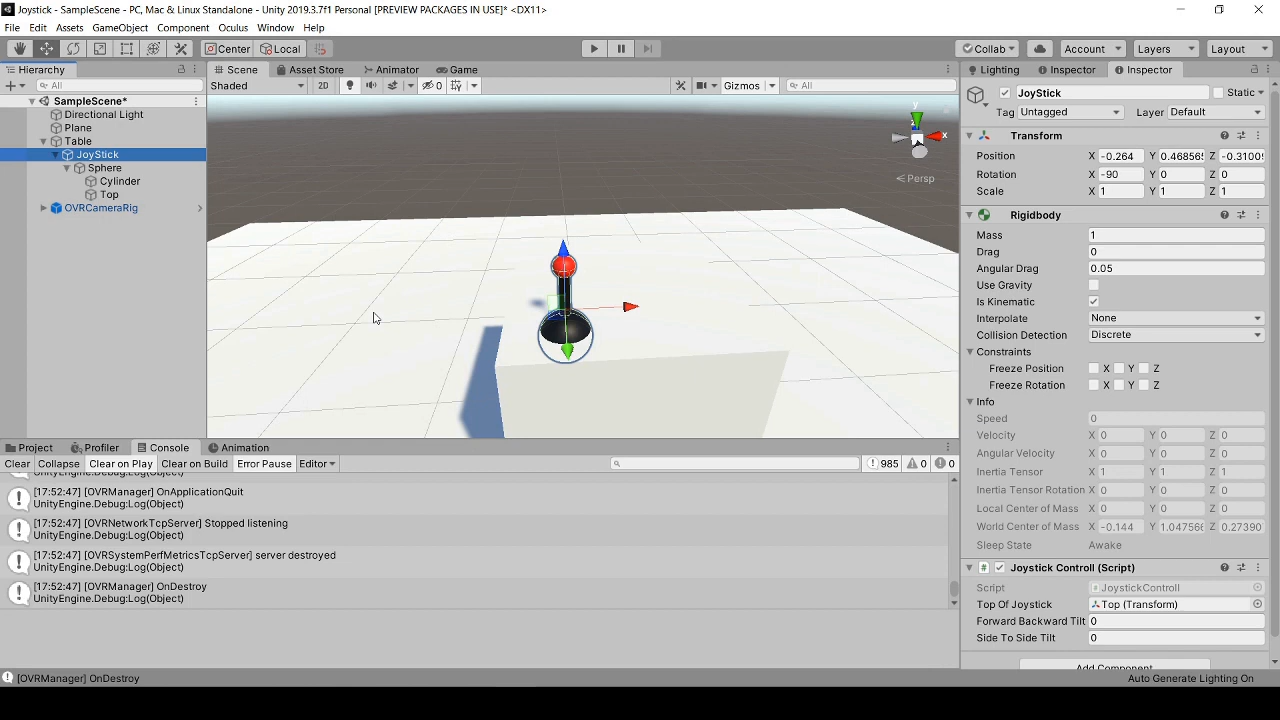 Joystick - SampleScene - PC, Mac & Linux Standalone - Unity 2019.3.7f1 Personal [PREVIEW PACKAGES IN USE]* <DX11>
File Edit Assets GameObject Component Oculus Window Help
Center Local Collab Account Layers Layout
Hierarchy
All
SampleScene*
Directional Light
Plane
Table
JoyStick
Sphere
Cylinder
Top
OVRCameraRig
Scene Asset Store Animator Game
Shaded 2D 0 Gizmos All
y
x
Persp
Project Profiler Console Animation
Clear Collapse Clear on Play Clear on Build Error Pause Editor 985 0 0
UnityEngine.Debug:Log(Object)
[17:52:47] [OVRManager] OnApplicationQuit
UnityEngine.Debug:Log(Object)
[17:52:47] [OVRNetworkTcpServer] Stopped listening
UnityEngine.Debug:Log(Object)
[17:52:47] [OVRSystemPerfMetricsTcpServer] server destroyed
UnityEngine.Debug:Log(Object)
[17:52:47] [OVRManager] OnDestroy
UnityEngine.Debug:Log(Object)
[OVRManager] OnDestroy
Lighting Inspector Inspector
JoyStick Static
Tag Untagged Layer Default
Transform
Position X -0.264 Y 0.468565 Z -0.31009
Rotation X -90 Y 0 Z 0
Scale X 1 Y 1 Z 1
Rigidbody
Mass 1
Drag 0
Angular Drag 0.05
Use Gravity
Is Kinematic
Interpolate None
Collision Detection Discrete
Constraints
Freeze Position X Y Z
Freeze Rotation X Y Z
Info
Speed 0
Velocity X 0 Y 0 Z 0
Angular Velocity X 0 Y 0 Z 0
Inertia Tensor X 1 Y 1 Z 1
Inertia Tensor Rotation X 0 Y 0 Z 0
Local Center of Mass X 0 Y 0 Z 0
World Center of Mass X -0.144 Y 1.047566 Z 0.27390
Sleep State Awake
Joystick Controll (Script)
Script JoystickControll
Top Of Joystick Top (Transform)
Forward Backward Tilt 0
Side To Side Tilt 0
Add Component
Auto Generate Lighting On